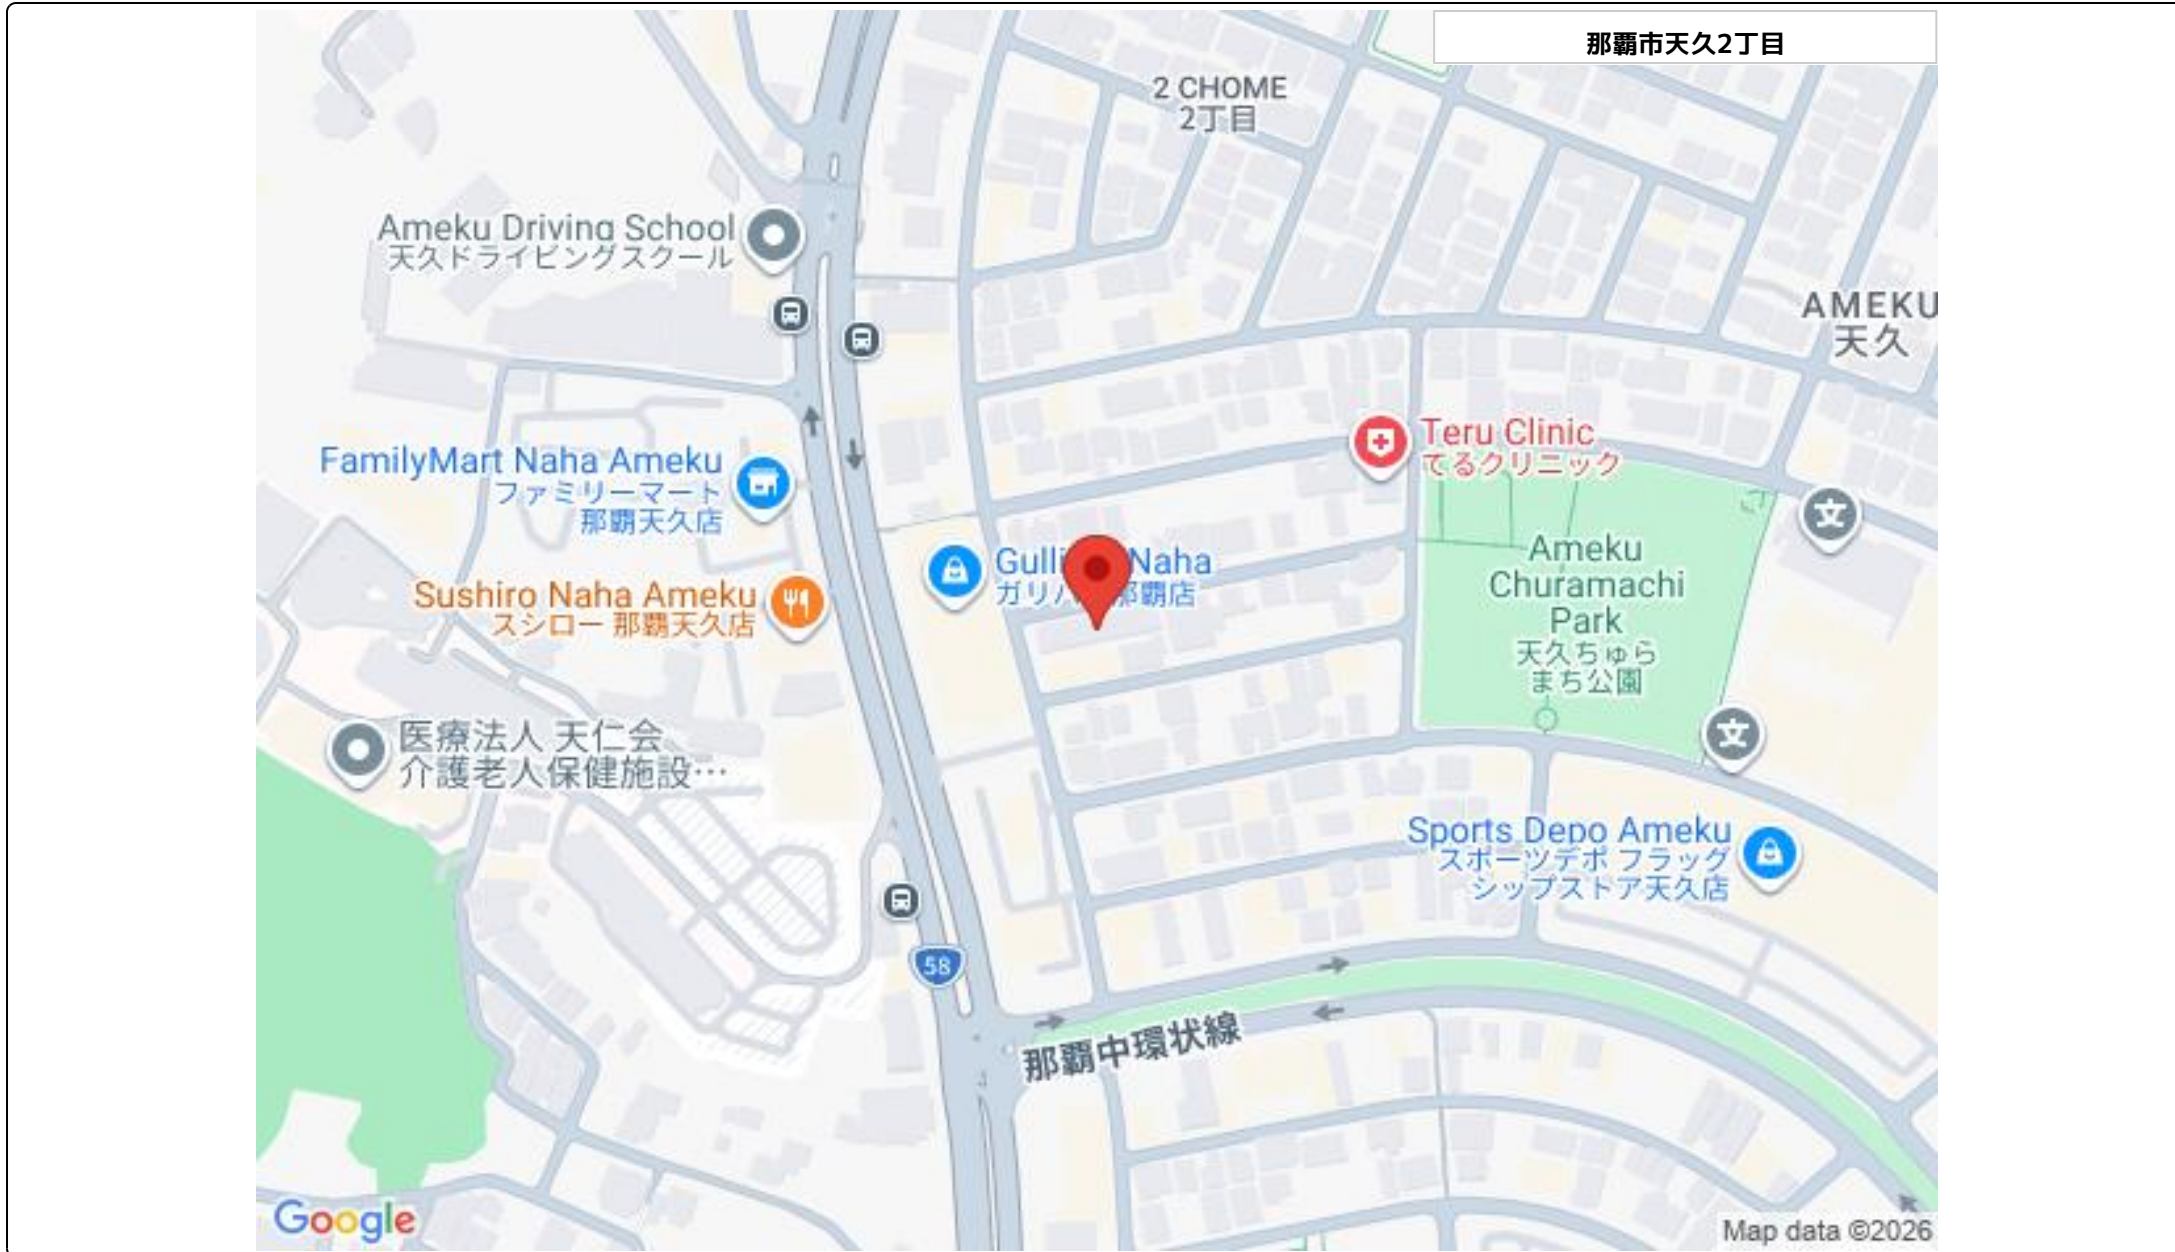 那覇市天久2丁目
2 CHOME
2丁目
Ameku Driving School
天久ドライビングスクール
AMEKU
天久
FamilyMart Naha Ameku
ファミリーマート
那覇天久店
Teru Clinic
てるクリニック
Naha
那覇店
Sushiro Naha Ameku
スシロー 那覇天久店
Ameku
Churamachi
Park
天久ちゅら
まち公園
文
文
医療法人 天仁会
介護老人保健施設…
Sports Depo Ameku
スポーツデポ フラッグ
シップストア天久店
58
那覇中環状線
Google
Map data ©2026